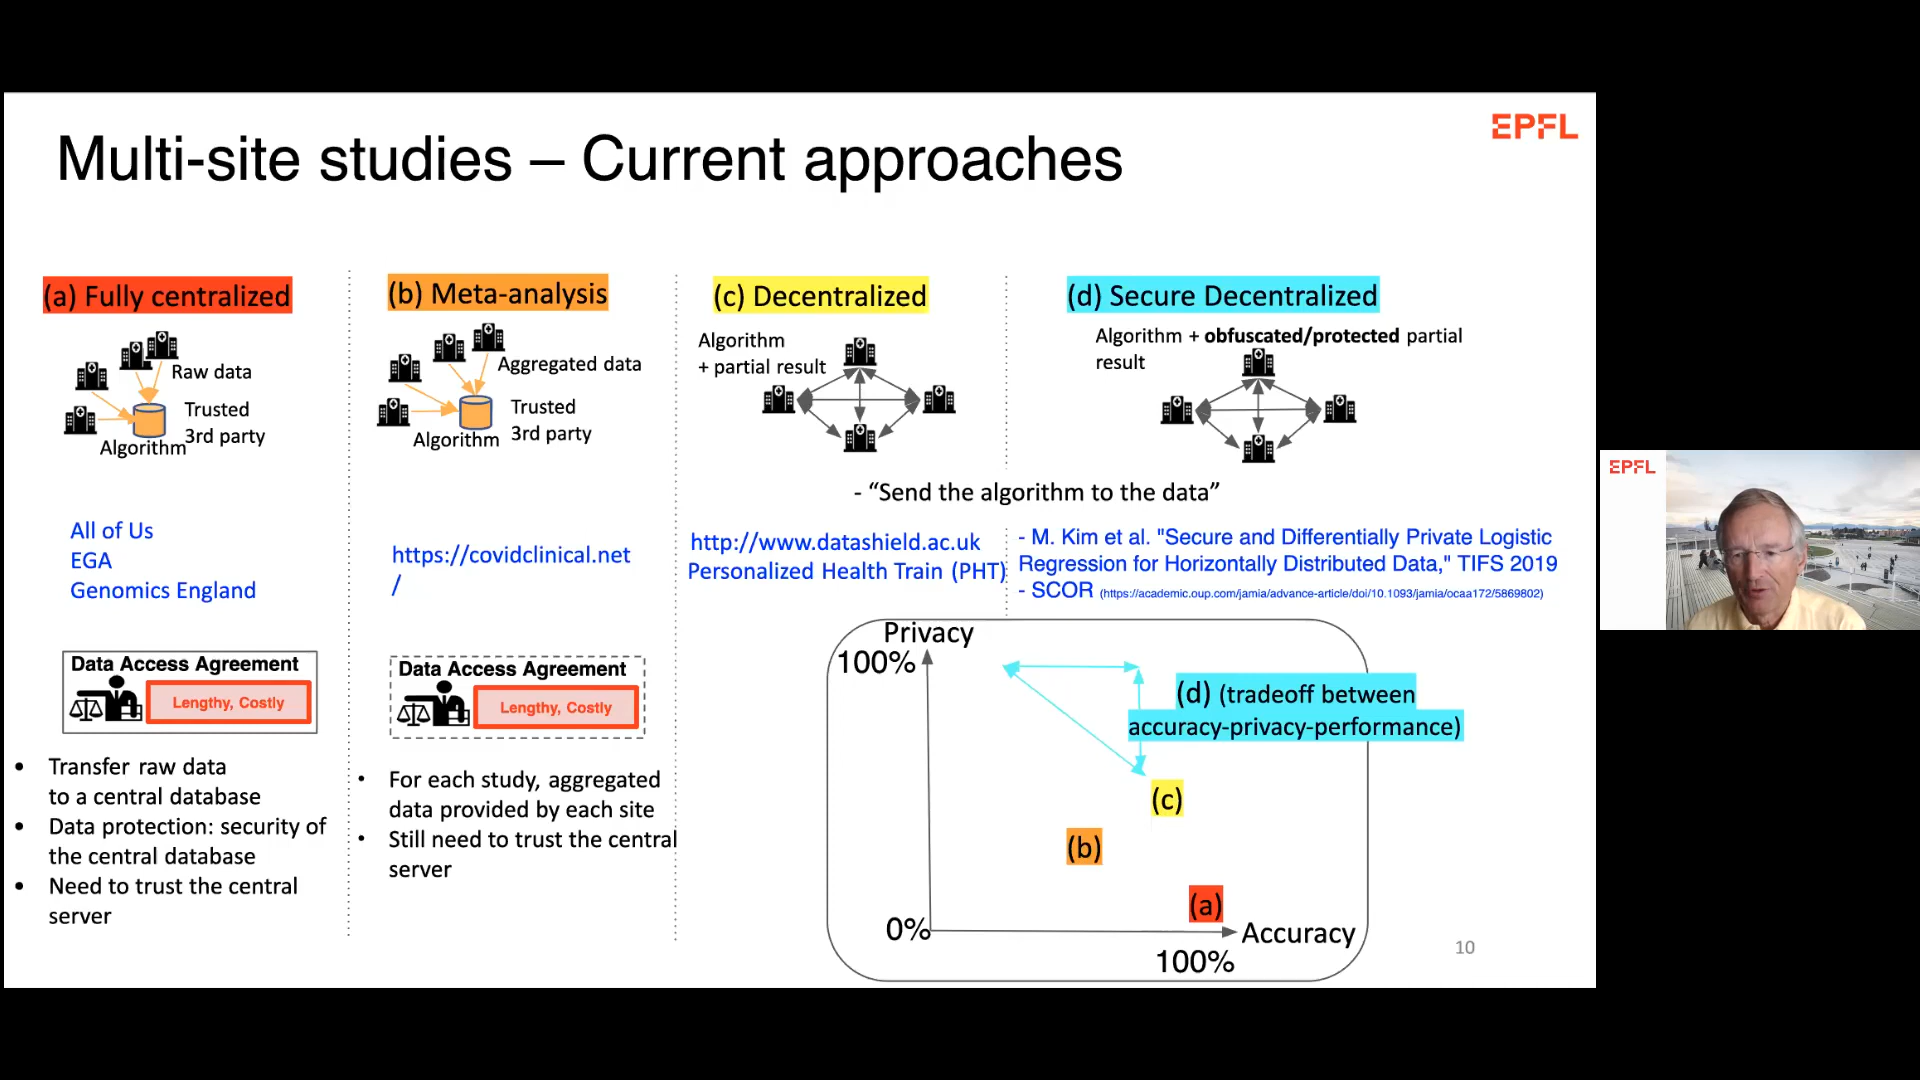 EPFL
Multi-site studies – Current approaches
(a) Fully centralized
Raw data
Trusted
3rd party
Algorithm
All of Us
EGA
Genomics England
Data Access Agreement
Lengthy, Costly
• Transfer raw data
to a central database
• Data protection: security of
the central database
• Need to trust the central
server
(b) Meta-analysis
Aggregated data
Trusted
3rd party
Algorithm
https://covidclinical.net
/
Data Access Agreement
Lengthy, Costly
• For each study, aggregated
data provided by each site
• Still need to trust the central
server
(c) Decentralized
Algorithm
+ partial result
(d) Secure Decentralized
Algorithm + obfuscated/protected partial
result
- “Send the algorithm to the data”
http://www.datashield.ac.uk
Personalized Health Train (PHT)
- M. Kim et al. "Secure and Differentially Private Logistic
Regression for Horizontally Distributed Data," TIFS 2019
- SCOR (https://academic.oup.com/jamia/advance-article/doi/10.1093/jamia/ocaa172/5869802)
Privacy
100%
(d) (tradeoff between
accuracy-privacy-performance)
(c)
(b)
(a)
0%
Accuracy
100%
10
EPFL